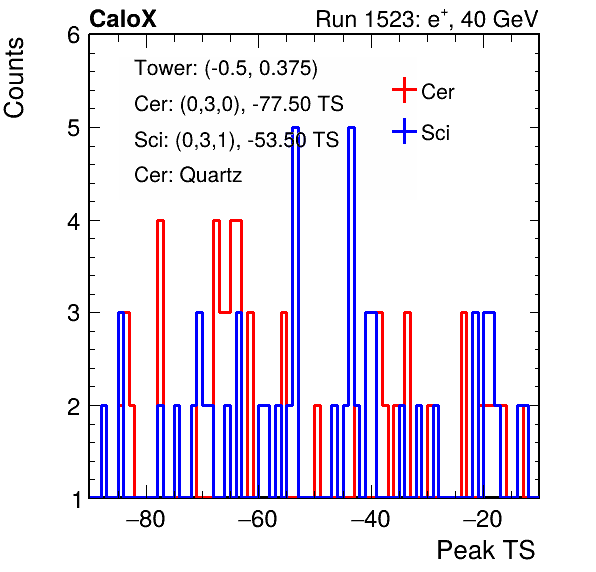 CaloX Run 1523: e⁺, 40 GeV
Counts
Tower: (-0.5, 0.375)
Cer: (0,3,0), -77.50 TS
Sci: (0,3,1), -53.50 TS
Cer: Quartz
Cer
Sci
6
5
4
3
2
1
−80 −60 −40 −20
Peak TS